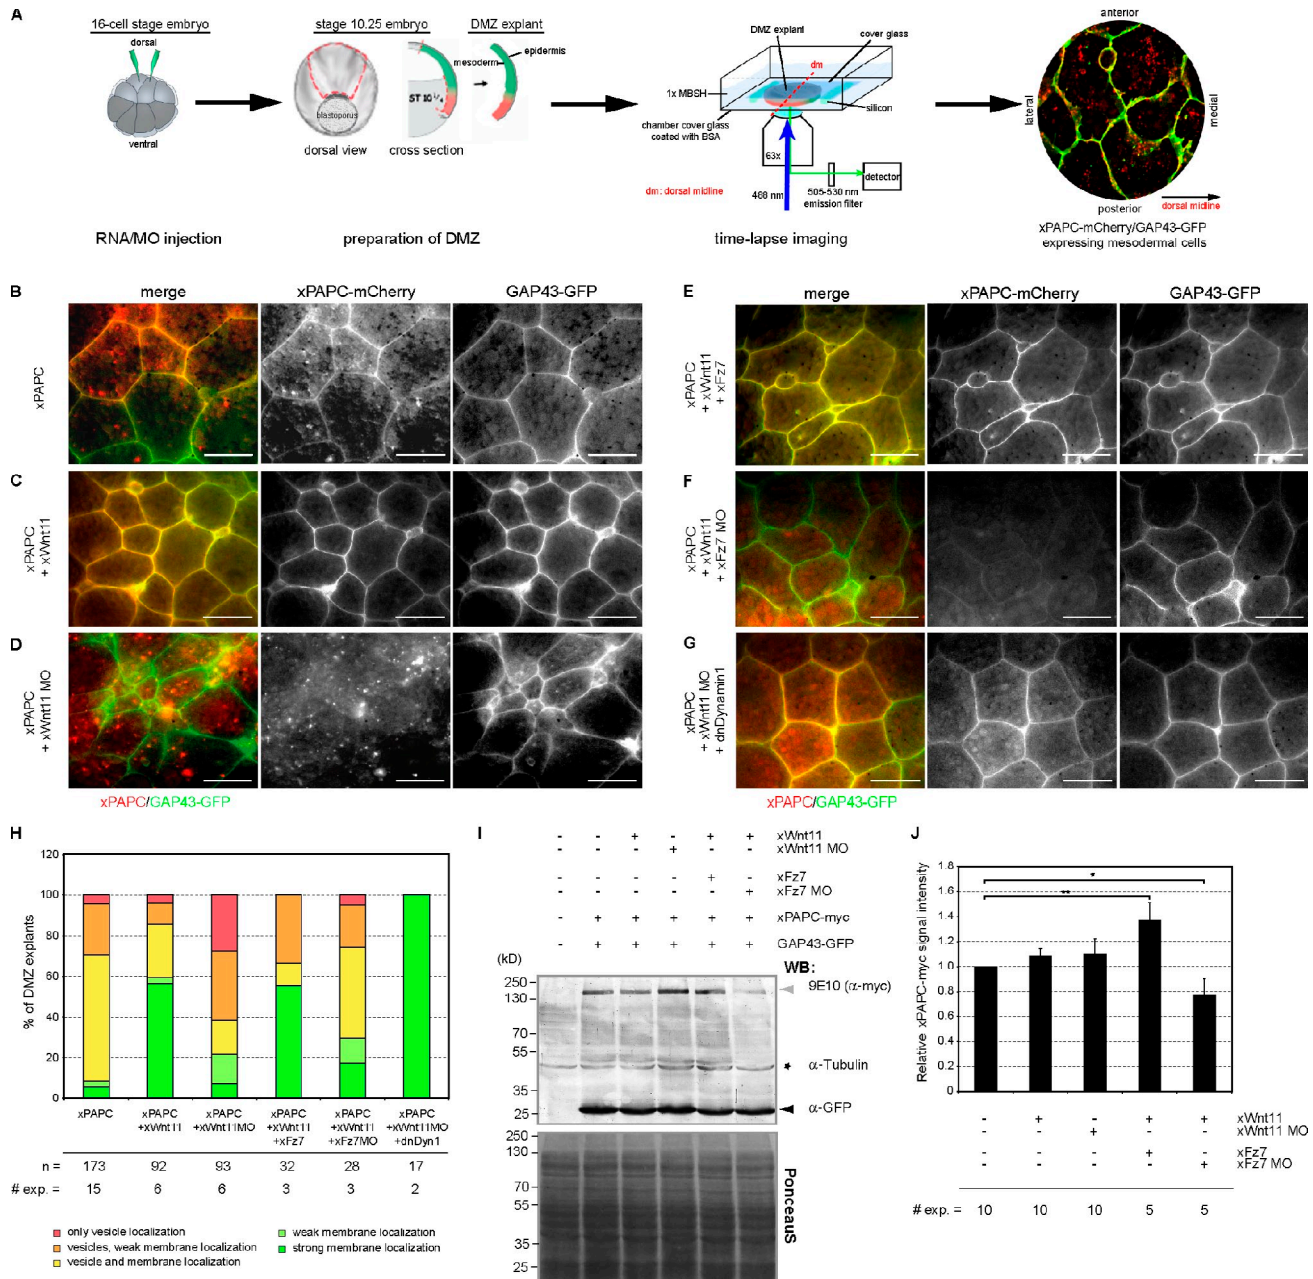 A
16-cell stage embryo
dorsal
ventral
RNA/MO injection
stage 10.25 embryo
blastoporus
dorsal view
ST 10 1/4
cross section
DMZ explant
epidermis
mesoderm
preparation of DMZ
DMZ explant
cover glass
dm
1x MBSH
silicon
chamber cover glass
coated with BSA
63x
detector
488 nm
505-530 nm
emission filter
dm: dorsal midline
time-lapse imaging
anterior
lateral
medial
posterior
dorsal midline
xPAPC-mCherry/GAP43-GFP
expressing mesodermal cells
B
merge
xPAPC-mCherry
GAP43-GFP
xPAPC
C
xPAPC
+ xWnt11
D
xPAPC
+ xWnt11 MO
xPAPC/GAP43-GFP
E
merge
xPAPC-mCherry
GAP43-GFP
xPAPC
+ xWnt11
+ xFz7
F
xPAPC
+ xWnt11
+ xFz7 MO
G
xPAPC
+ xWnt11 MO
+ dnDynamin1
xPAPC/GAP43-GFP
H
% of DMZ explants
120
100
80
60
40
20
0
xPAPC
xPAPC
+xWnt11
xPAPC
+xWnt11MO
xPAPC
+xWnt11
+xFz7
xPAPC
+xWnt11
+xFz7MO
xPAPC
+xWnt11MO
+dnDyn1
n = 173 92 93 32 28 17
# exp. = 15 6 6 3 3 2
only vesicle localization
vesicles, weak membrane localization
vesicle and membrane localization
weak membrane localization
strong membrane localization
I
- - + - + + xWnt11
- - - + - - xWnt11 MO
- - - - + - xFz7
- - - - - + xFz7 MO
- + + + + + xPAPC-myc
- + + + + + GAP43-GFP
(kD)
WB:
250
130
70
55
35
25
9E10 (α-myc)
α-Tubulin
α-GFP
250
130
70
55
35
25
PonceauS
J
Relative xPAPC-myc signal intensity
1.8
1.6
1.4
1.2
1.0
0.8
0.6
0.4
0.2
0
*
**
- + - + + xWnt11
- - + - - xWnt11 MO
- - - + - xFz7
- - - - + xFz7 MO
# exp. = 10 10 10 5 5